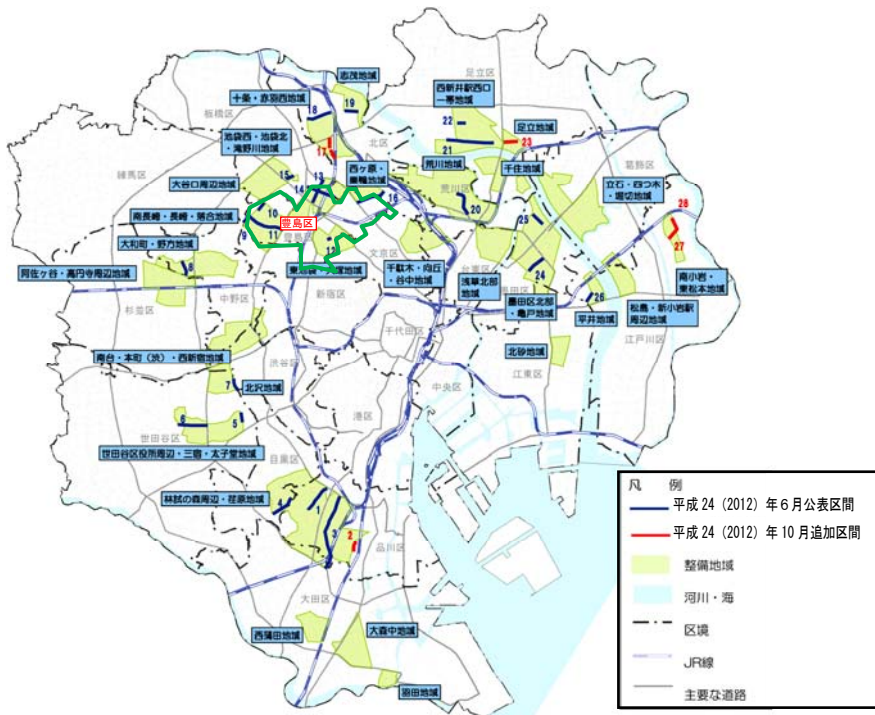 志茂地域
十条・赤羽西地域
西新井駅西口
一帯地域
足立区
板橋区
19
18
池袋西・池袋北
・滝野川地域
22
足立地域
北区
21
23
17
千住地域
練馬区
大谷口周辺地域
15
13
西ヶ原・
巣鴨地域
荒川地域
荒川区
葛飾区
立石・四つ木・
堀切地域
14
16
南長崎・長崎・落合地域
10
豊島区
20
28
25
9
11
大和町・野方地域
12
文京区
27
8
台東区
阿佐ヶ谷・高円寺周辺地域
千駄木・向丘
・谷中地域
浅草北部
地域
24
南小岩・
東松本地域
新宿区
中野区
墨田区北部
・亀戸地域
26
平井地域
松島・新小岩駅
周辺地域
杉並区
千代田区
江戸川区
南台・本町（渋）・西新宿地域
北砂地域
渋谷区
江東区
7
北沢地域
中央区
6
5
港区
世田谷区
世田谷区役所周辺・三宿・太子堂地域
目黒区
林試の森周辺・荏原地域
4
1
3
2
品川区
大田区
西蒲田地域
大森中地域
羽田地域
凡 例
平成24（2012）年６月公表区間
平成24（2012）年10月追加区間
整備地域
河川・海
区境
JR線
主要な道路